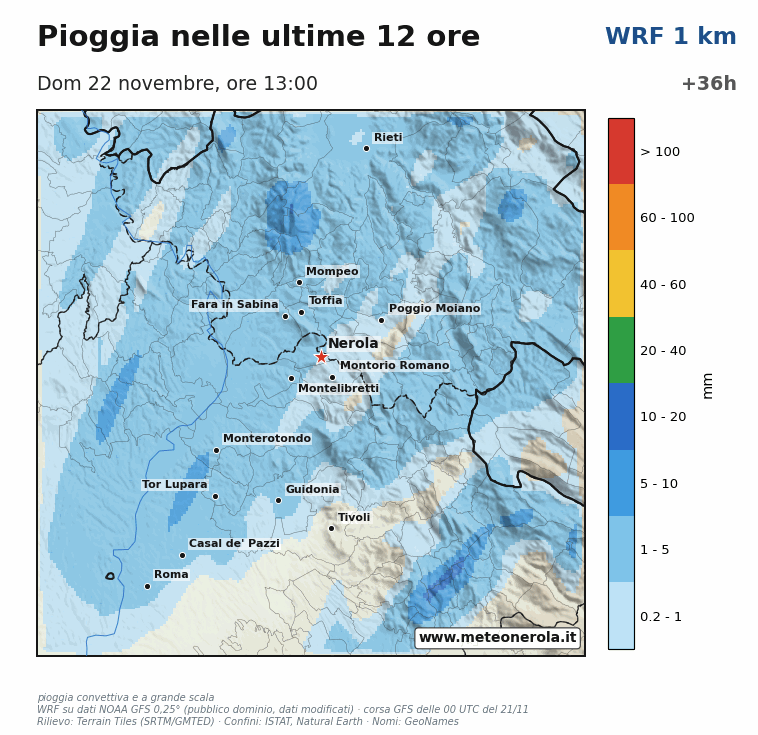 Pioggia nelle ultime 12 ore
WRF 1 km
Dom 22 novembre, ore 13:00
+36h
Rieti
Mompeo
Fara in Sabina
Toffia
Poggio Moiano
Nerola
Montorio Romano
Montelibretti
Monterotondo
Tor Lupara
Guidonia
Tivoli
Casal de' Pazzi
Roma
www.meteonerola.it
> 100
60 - 100
40 - 60
20 - 40
10 - 20
5 - 10
1 - 5
0.2 - 1
mm
pioggia convettiva e a grande scala
WRF su dati NOAA GFS 0,25° (pubblico dominio, dati modificati) · corsa GFS delle 00 UTC del 21/11
Rilievo: Terrain Tiles (SRTM/GMTED) · Confini: ISTAT, Natural Earth · Nomi: GeoNames